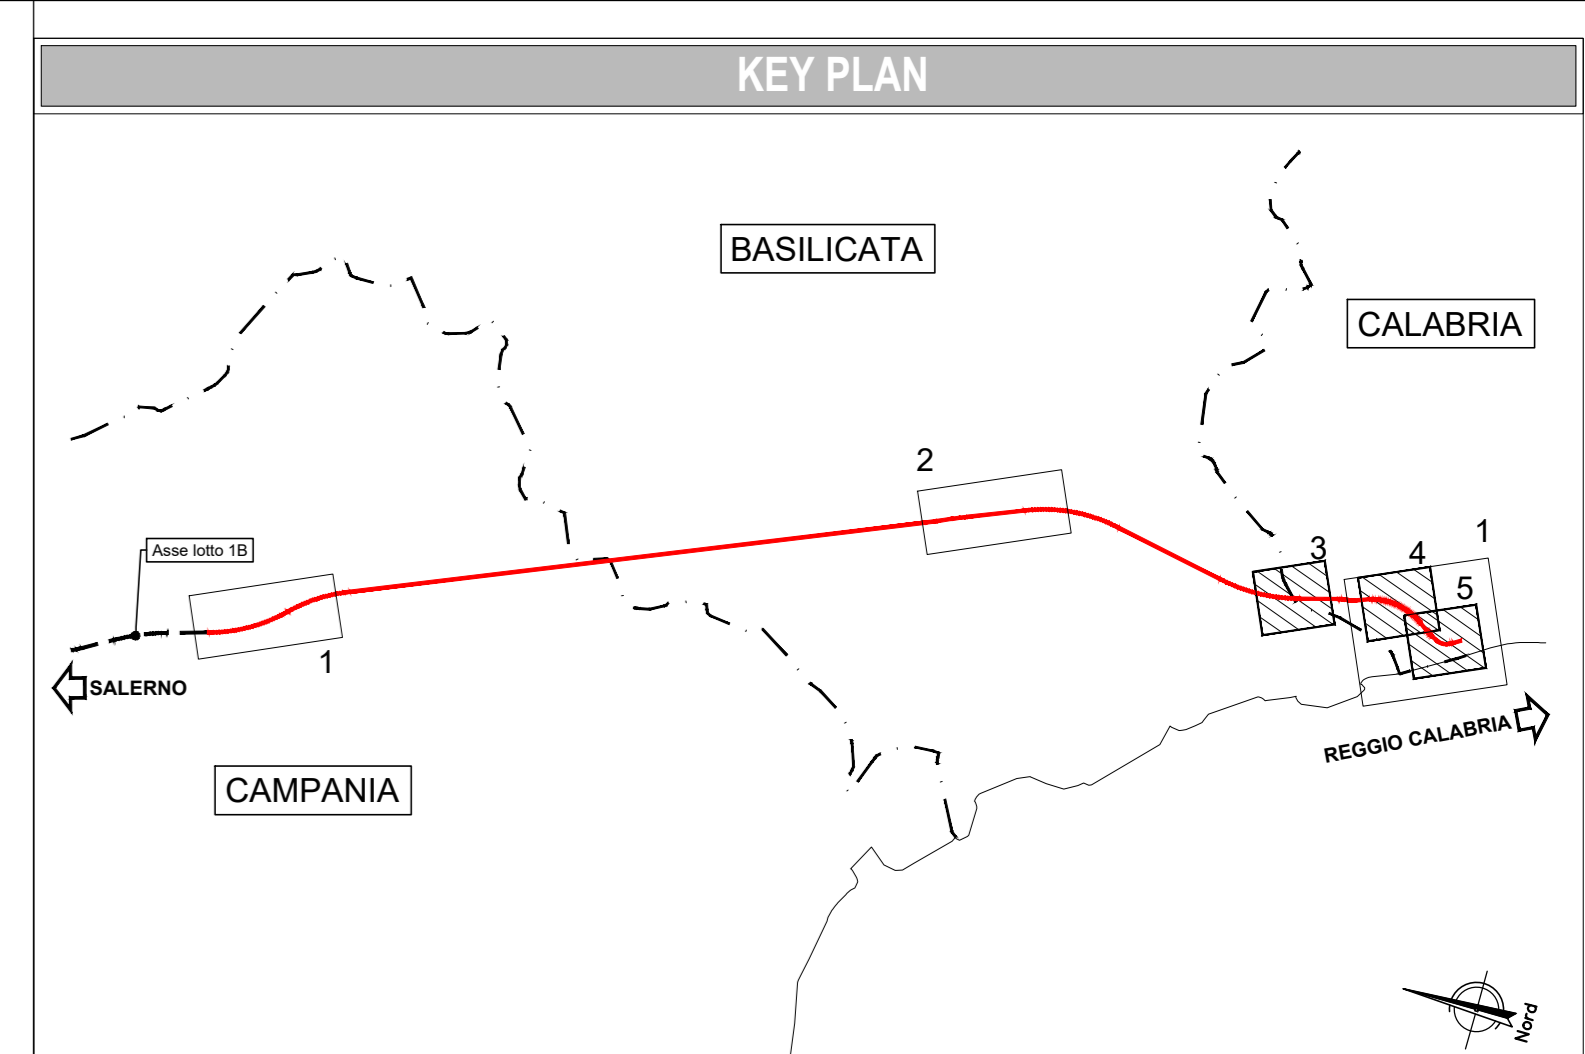 KEY PLAN
BASILICATA
CALABRIA
2
1
3
4
5
Asse lotto 1B
1
SALERNO
REGGIO CALABRIA
CAMPANIA
Nord